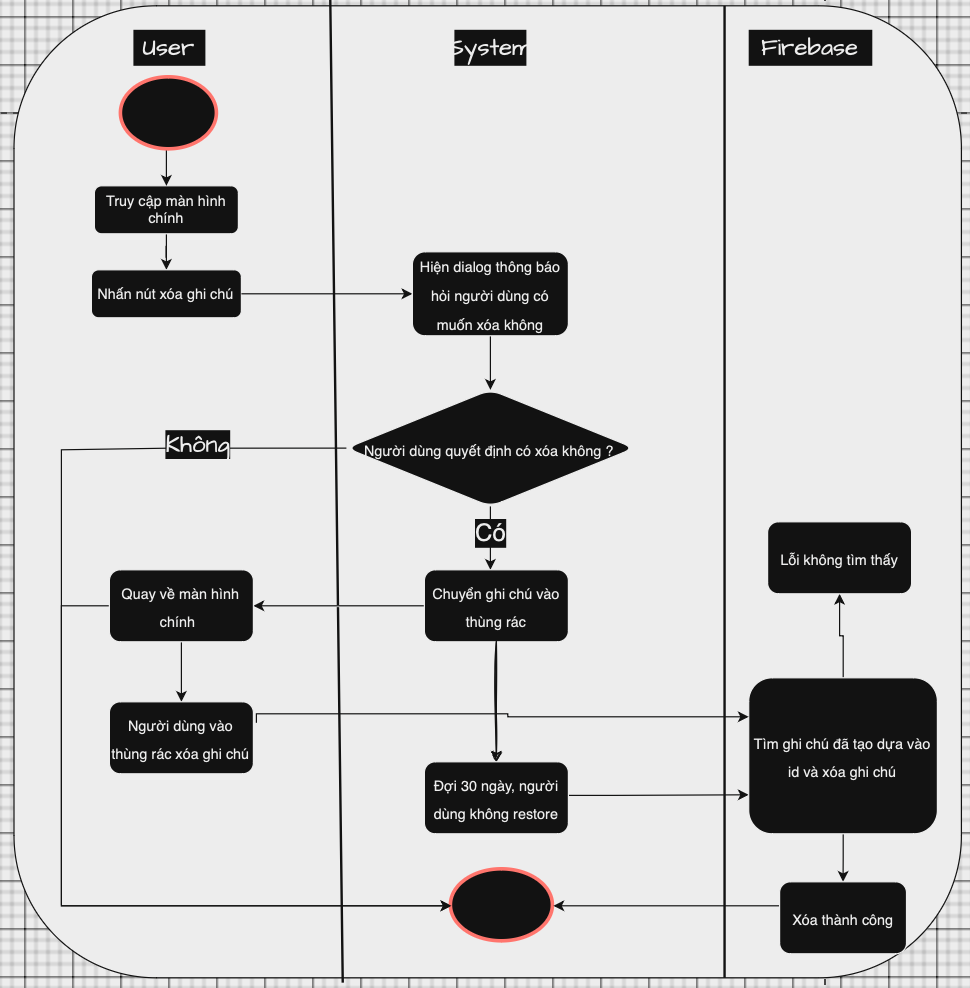 User
System
Firebase
Truy cập màn hình
chính
Nhấn nút xóa ghi chú
Hiện dialog thông báo
hỏi người dùng có
muốn xóa không
Người dùng quyết định có xóa không ?
Không
Có
Lỗi không tìm thấy
Quay về màn hình
chính
Chuyển ghi chú vào
thùng rác
Người dùng vào
thùng rác xóa ghi chú
Tìm ghi chú đã tạo dựa vào
id và xóa ghi chú
Đợi 30 ngày, người
dùng không restore
Xóa thành công